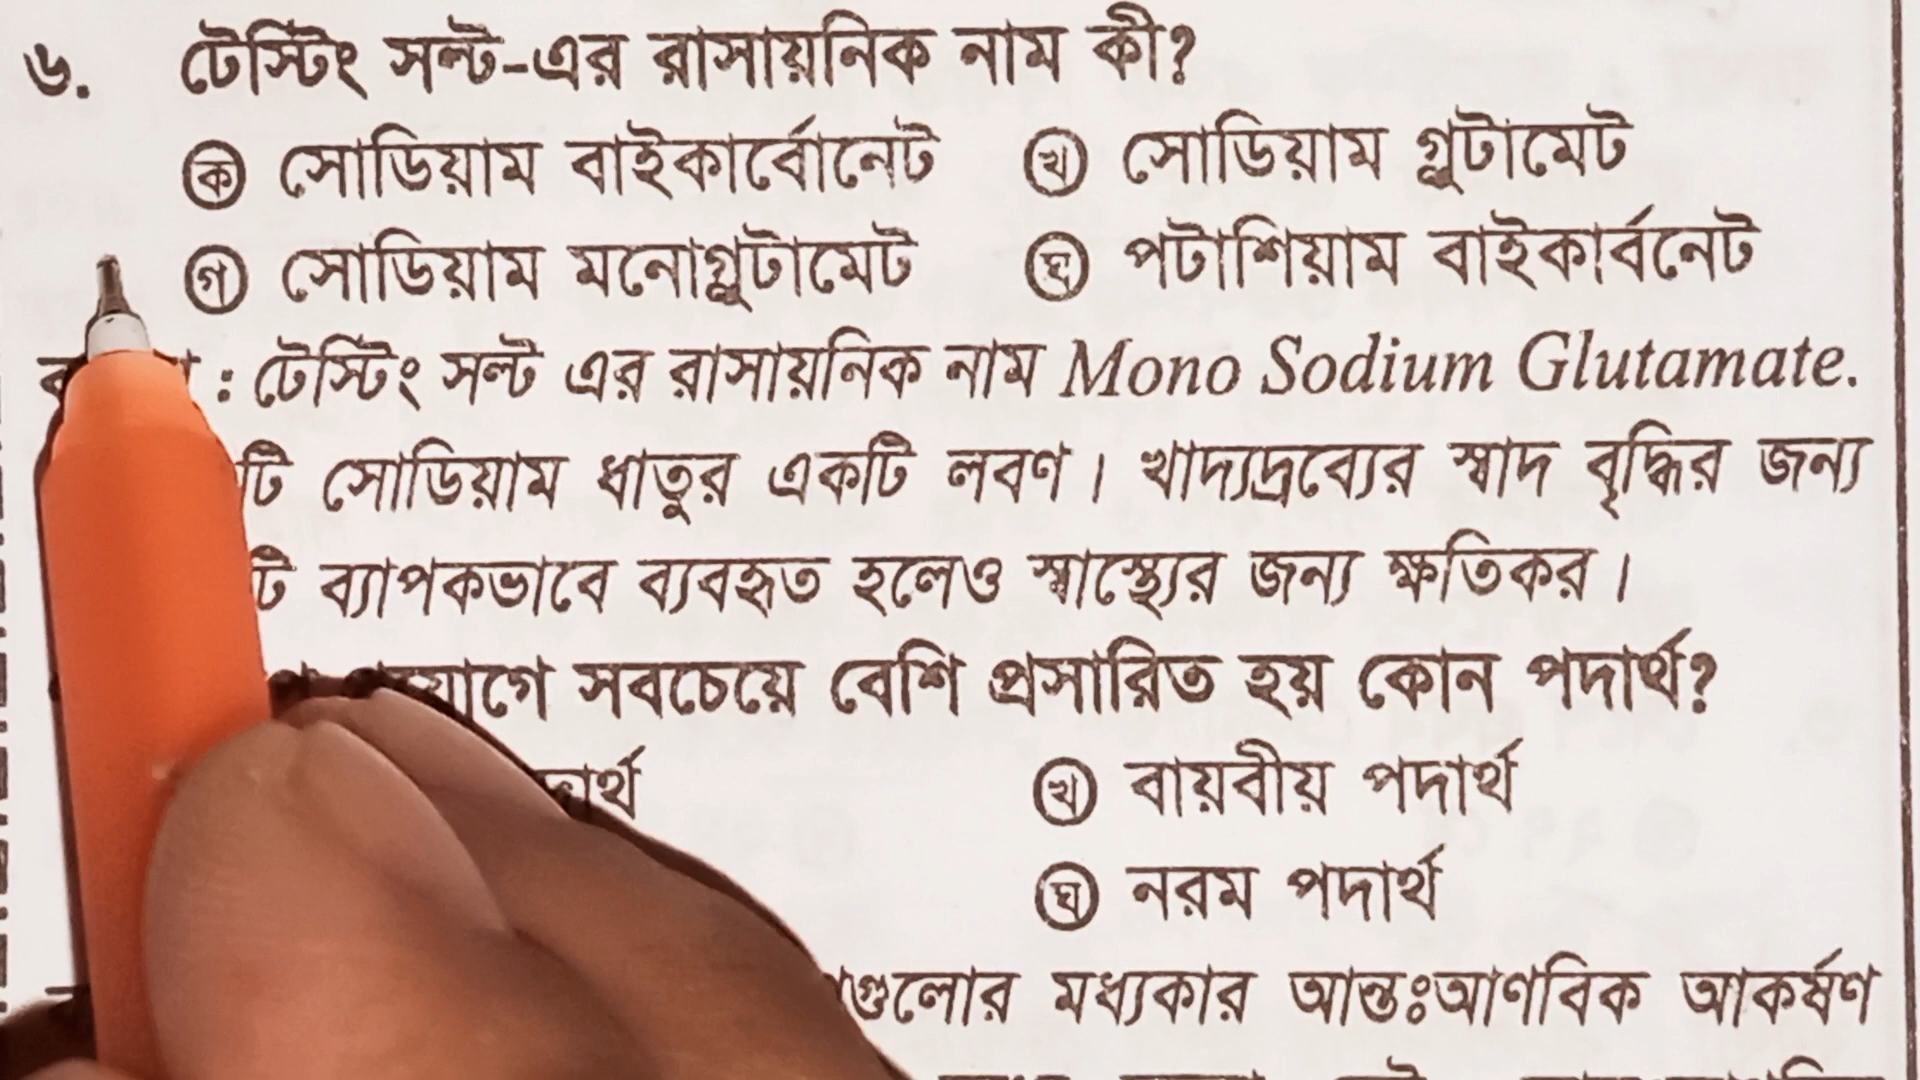 ৬. টেস্টিং সল্ট-এর রাসায়নিক নাম কী?
ক সোডিয়াম বাইকার্বোনেট খ সোডিয়াম গ্লুটামেট
গ সোডিয়াম মনোগ্লুটামেট ঘ পটাশিয়াম বাইকার্বনেট
: টেস্টিং সল্ট এর রাসায়নিক নাম Mono Sodium Glutamate.
সোডিয়াম ধাতুর একটি লবণ। খাদ্যদ্রব্যের স্বাদ বৃদ্ধির জন্য
ব্যাপকভাবে ব্যবহৃত হলেও স্বাস্থ্যের জন্য ক্ষতিকর।
সবচেয়ে বেশি প্রসারিত হয় কোন পদার্থ?
খ বায়বীয় পদার্থ
ঘ নরম পদার্থ
মধ্যকার আন্তঃআণবিক আকর্ষণ